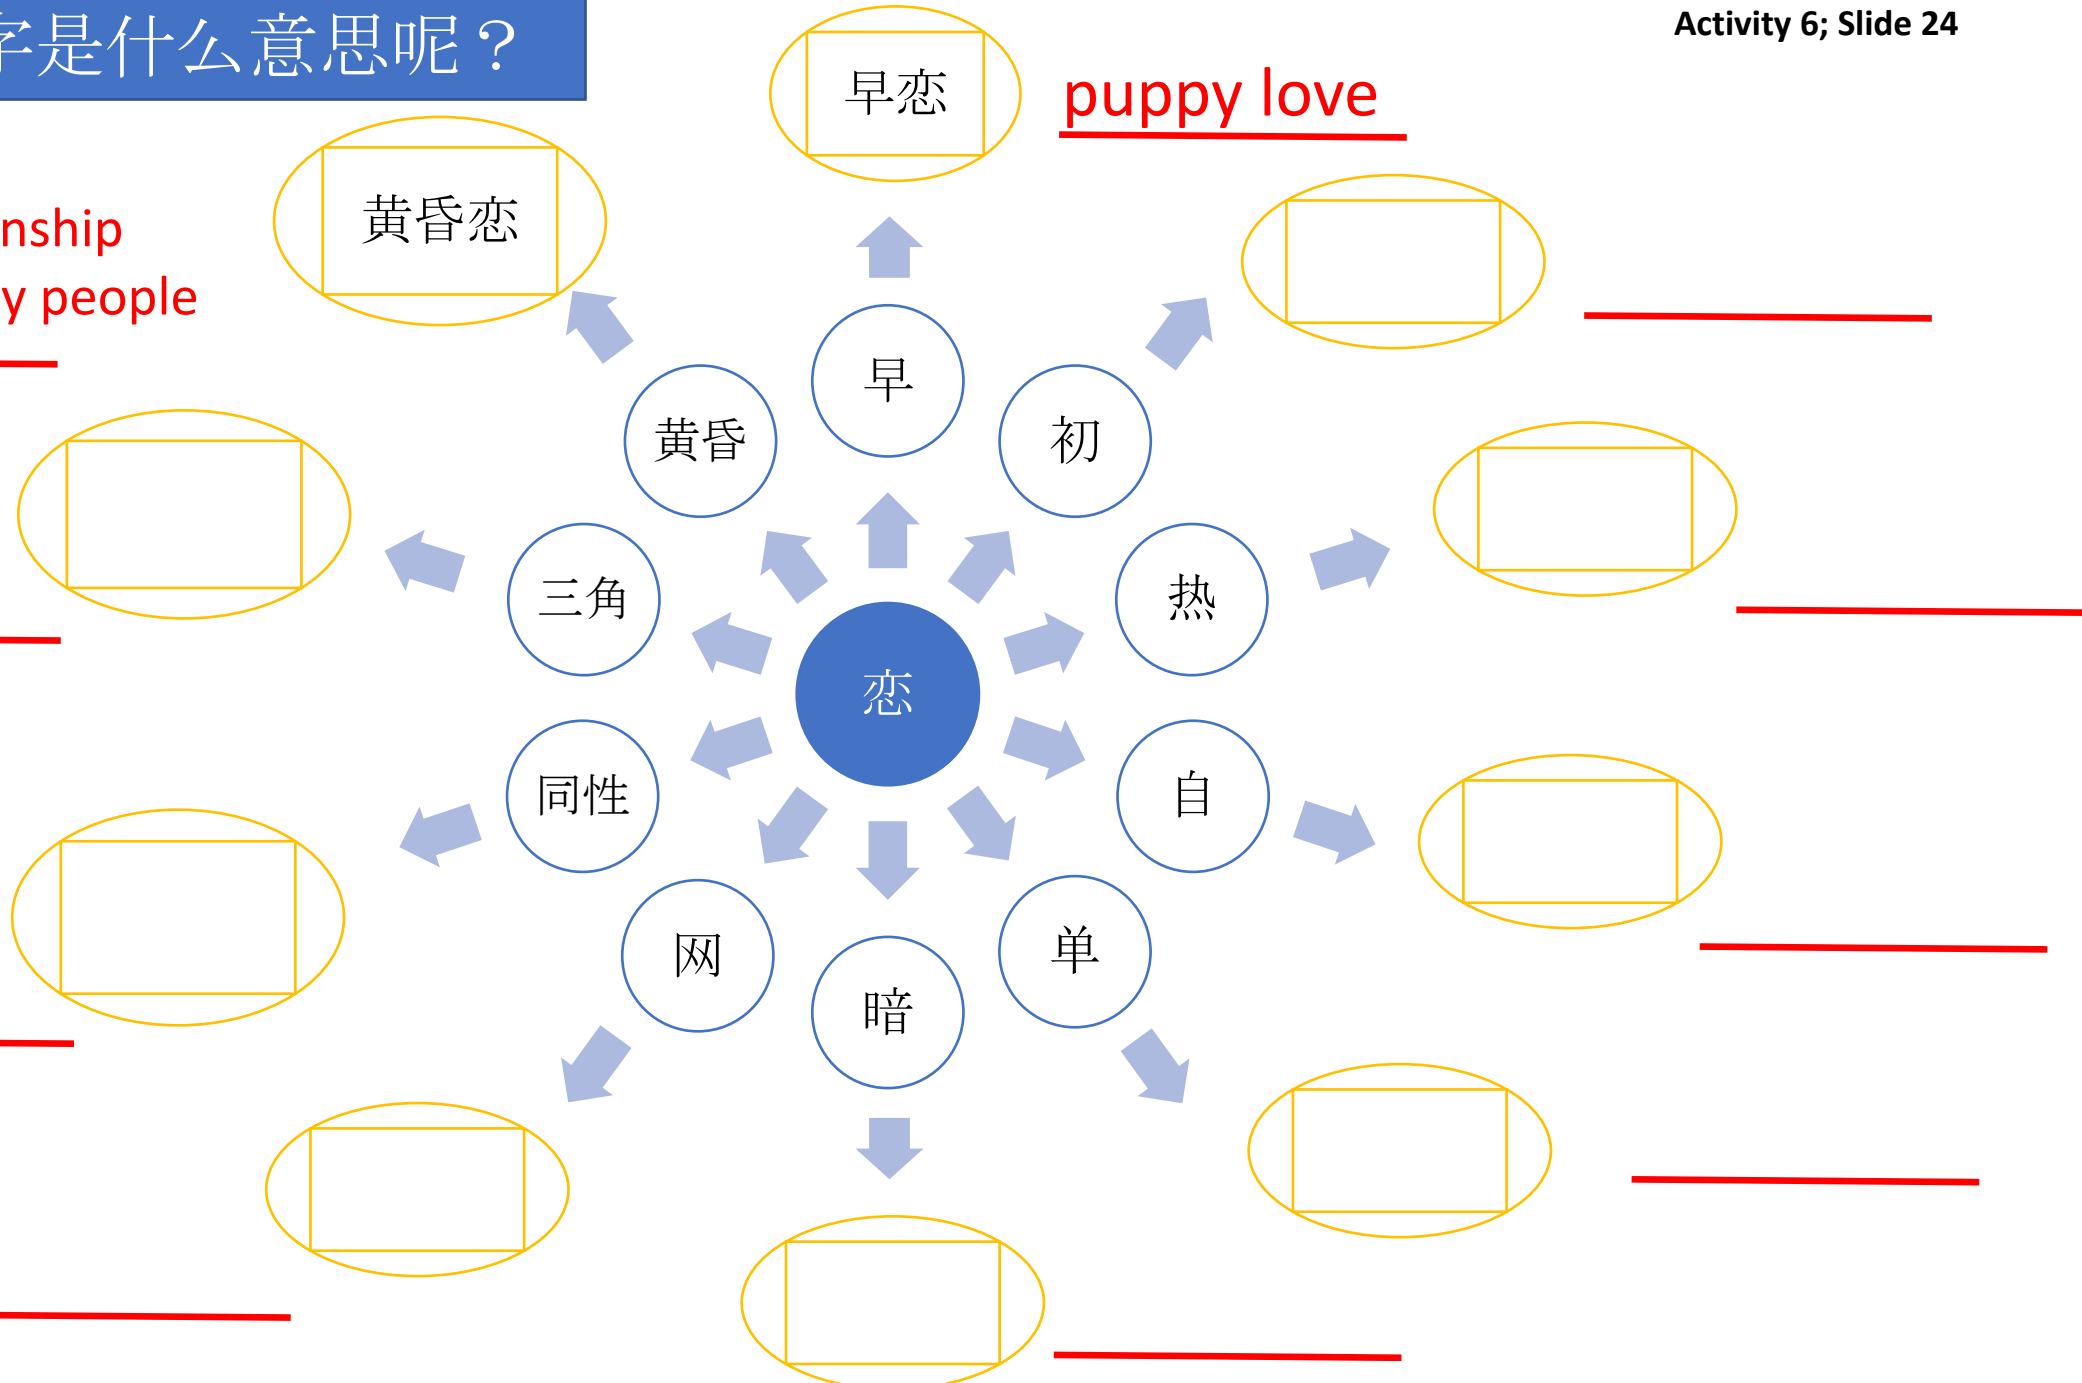 字是什么意思呢？
Activity 6; Slide 24
早恋
puppy love
黄昏恋
nship
y people
早
黄昏
初
三角
热
恋
同性
自
网
单
暗